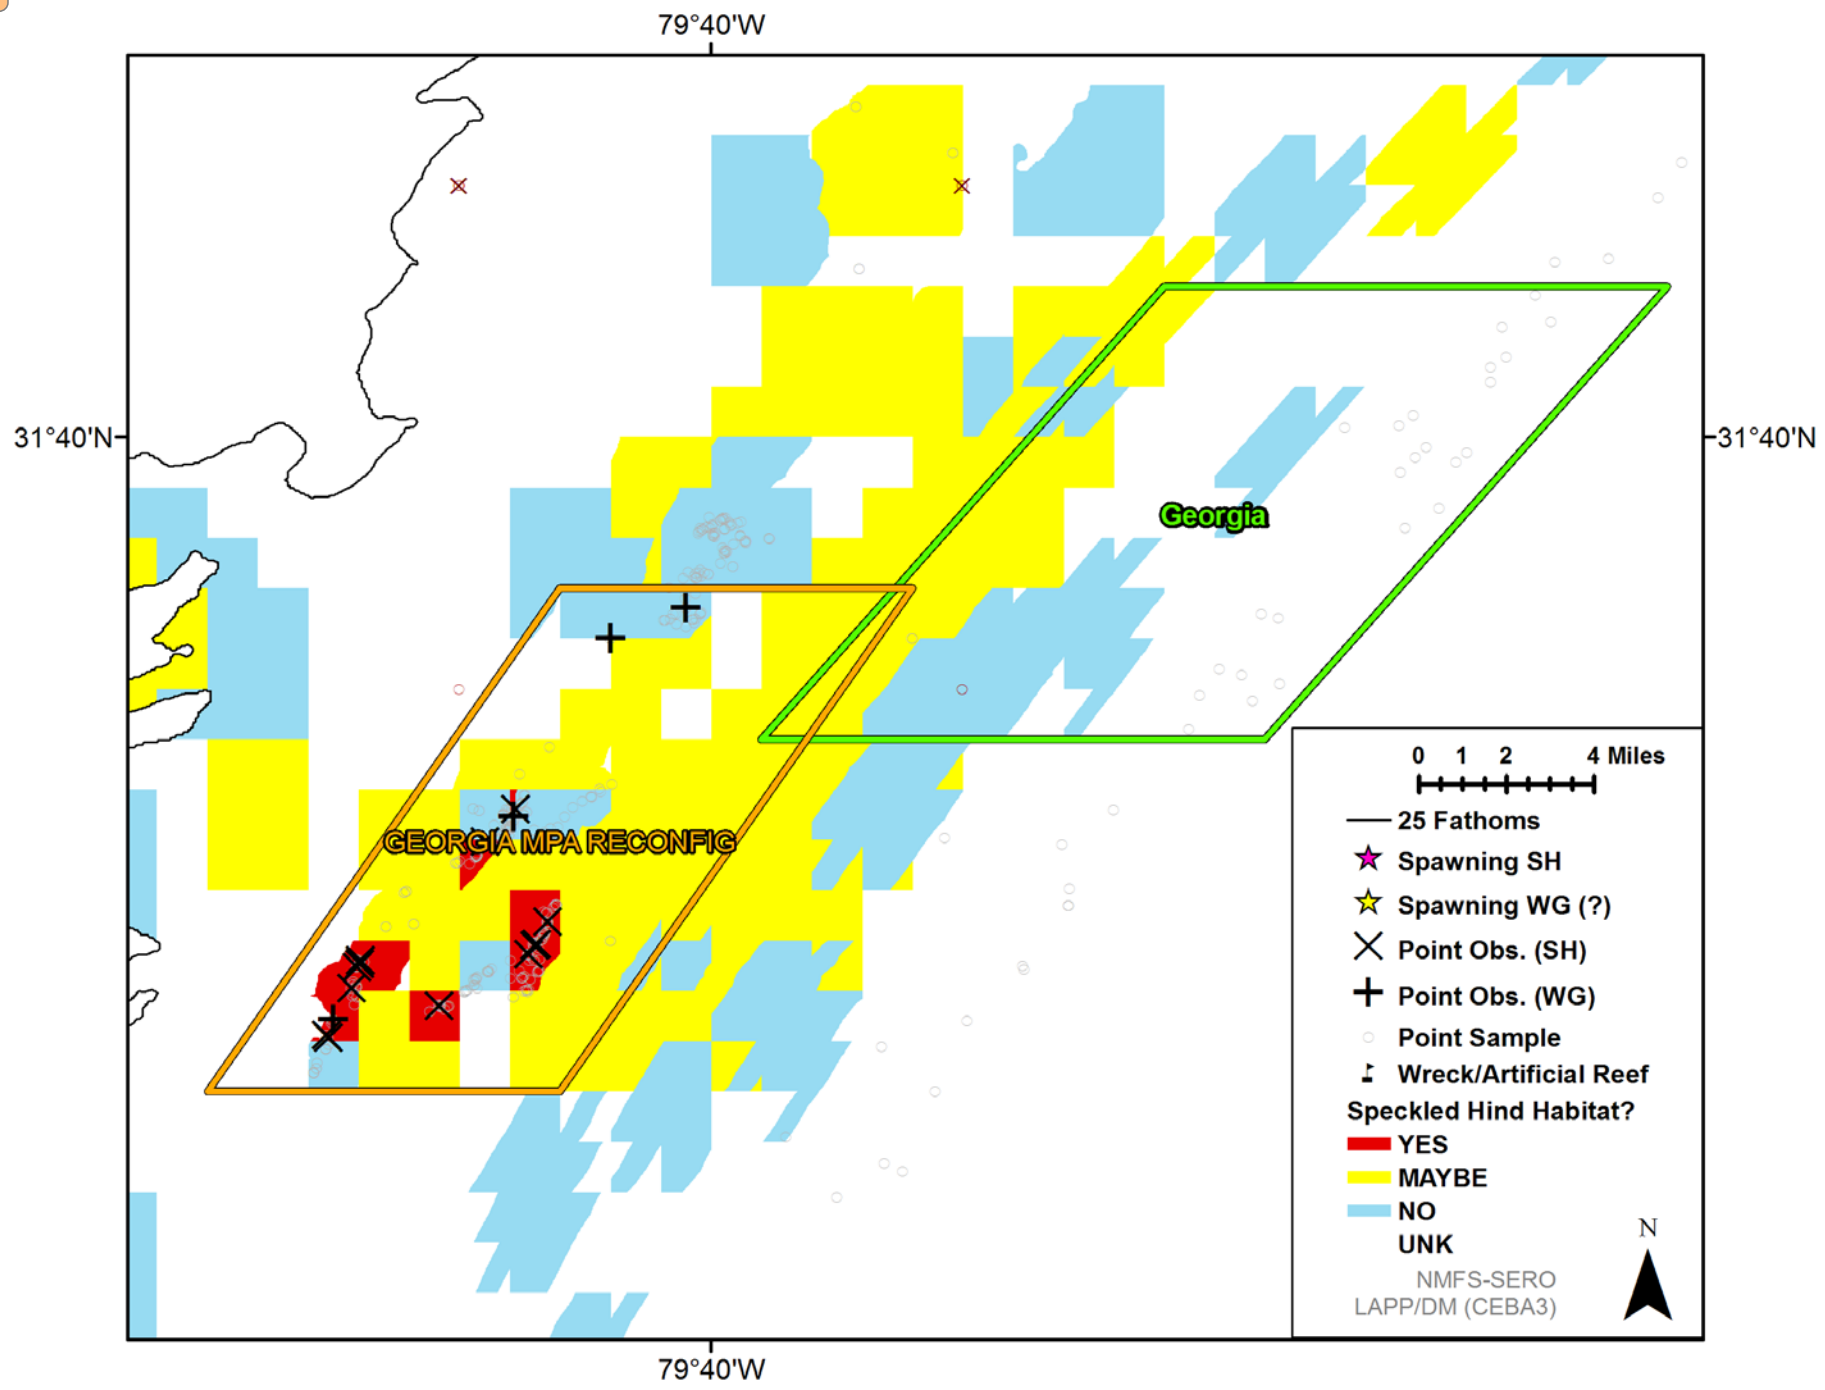 79°40'W
31°40'N
31°40'N
Georgia
GEORGIA MPA RECONFIG
0 1 2 4 Miles
25 Fathoms
Spawning SH
Spawning WG (?)
Point Obs. (SH)
Point Obs. (WG)
Point Sample
Wreck/Artificial Reef
Speckled Hind Habitat?
YES
MAYBE
NO
UNK
N
NMFS-SERO
LAPP/DM (CEBA3)
79°40'W